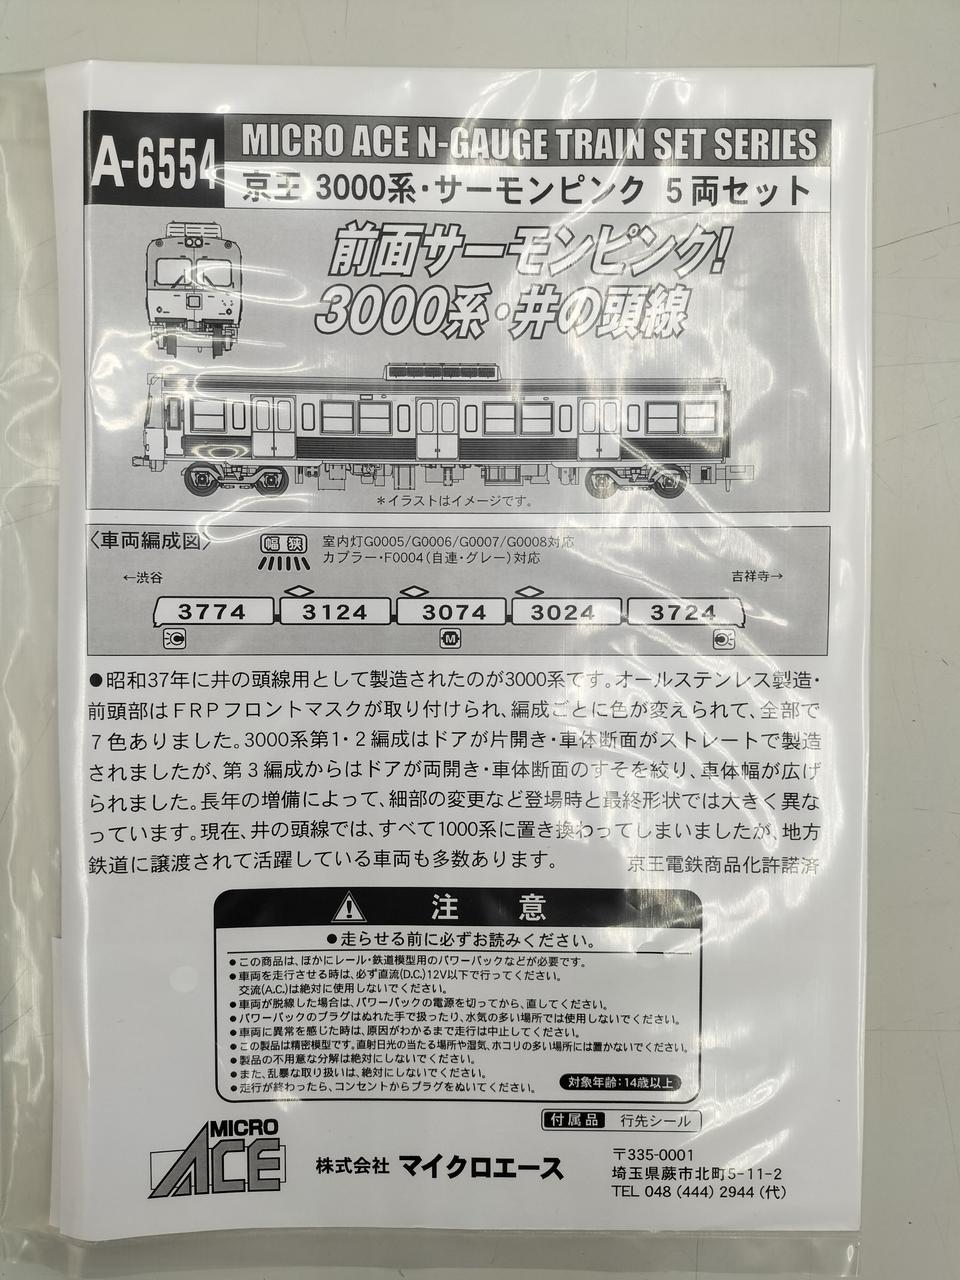 A-6554
MICRO ACE N-GAUGE TRAIN SET SERIES
京王 3000系・サーモンピンク 5両セット
前面サーモンピンク!
3000系・井の頭線
＊イラストはイメージです。
〈車両編成図〉
幅 狭
室内灯G0005/G0006/G0007/G0008対応
カプラー・F0004(自連・グレー)対応
←渋谷
吉祥寺→
3774 3124 3074 3024 3724
M
●昭和37年に井の頭線用として製造されたのが3000系です。オールステンレス製造・
前頭部はＦＲＰフロントマスクが取り付けられ、編成ごとに色が変えられて、全部で
７色ありました。3000系第1・2編成はドアが片開き・車体断面がストレートで製造
されましたが、第３編成からはドアが両開き・車体断面のすそを絞り、車体幅が広げ
られました。長年の増備によって、細部の変更など登場時と最終形状では大きく異な
っています。現在、井の頭線では、すべて1000系に置き換わってしまいましたが、地方
鉄道に譲渡されて活躍している車両も多数あります。
京王電鉄商品化許諾済
注意
●走らせる前に必ずお読みください。
●この商品は、ほかにレール・鉄道模型用のパワーパックなどが必要です。
●車両を走行させる時は、必ず直流(D.C.)12V以下で行ってください。
交流(A.C.)は絶対に使用しないでください。
●車両が脱線した場合は、パワーパックの電源を切ってから、直してください。
●パワーパックのプラグはぬれた手で扱ったり、水気の多い場所では使用しないでください。
●車両に異常を感じた時は、原因がわかるまで走行は中止してください。
●この製品は精密模型です。直射日光の当たる場所や湿気、ホコリの多い場所には置かないでください。
●製品の不用意な分解は絶対にしないでください。
●また、乱暴な取り扱いは、絶対にしないでください。
●走行が終わったら、コンセントからプラグをぬいてください。
対象年齢:14歳以上
付属品 行先シール
MICRO
ACE
株式会社 マイクロエース
〒335-0001
埼玉県蕨市北町5-11-2
TEL 048 (444) 2944 (代)